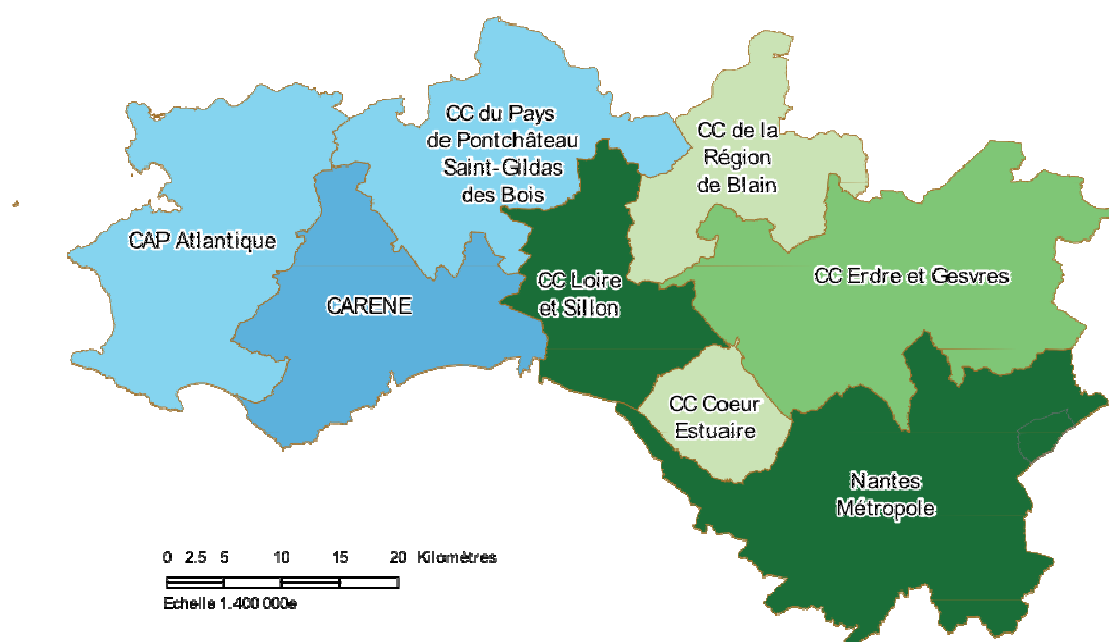 CC du Pays
de Pontchâteau
Saint-Gildas
des Bois
CC de la
Région
de Blain
CAP Atlantique
CARENE
CC Loire
et Sillon
CC Erdre et Gesvres
CC Coeur
Estuaire
Nantes
Métropole
0 2.5 5 10 15 20 Kilomètres
Echelle 1.400 000e